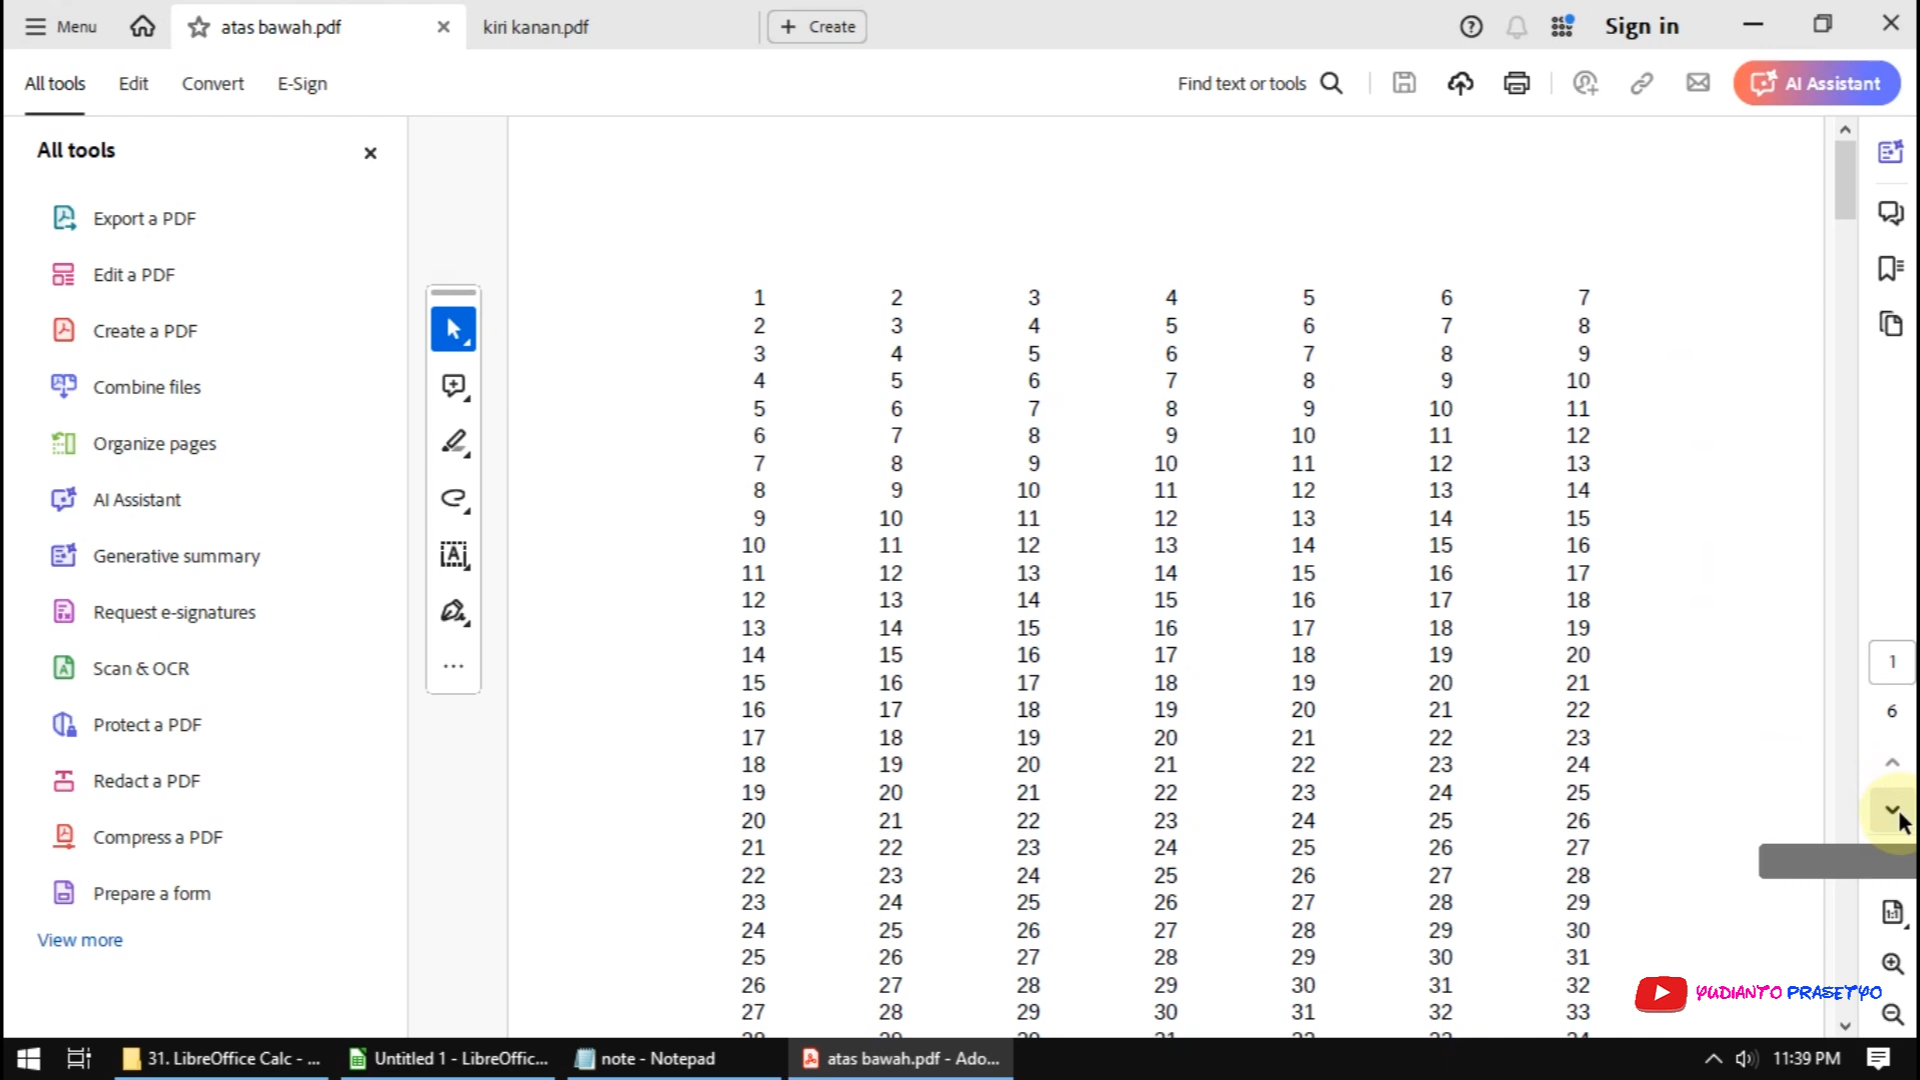 Menu atas bawah.pdf kiri kanan.pdf Create Sign in
All tools Edit Convert E-Sign Find text or tools AI Assistant
All tools
Export a PDF
Edit a PDF
Create a PDF
Combine files
Organize pages
AI Assistant
Generative summary
Request e-signatures
Scan & OCR
Protect a PDF
Redact a PDF
Compress a PDF
Prepare a form
View more
1 2 3 4 5 6 7
2 3 4 5 6 7 8
3 4 5 6 7 8 9
4 5 6 7 8 9 10
5 6 7 8 9 10 11
6 7 8 9 10 11 12
7 8 9 10 11 12 13
8 9 10 11 12 13 14
9 10 11 12 13 14 15
10 11 12 13 14 15 16
11 12 13 14 15 16 17
12 13 14 15 16 17 18
13 14 15 16 17 18 19
14 15 16 17 18 19 20
15 16 17 18 19 20 21
16 17 18 19 20 21 22
17 18 19 20 21 22 23
18 19 20 21 22 23 24
19 20 21 22 23 24 25
20 21 22 23 24 25 26
21 22 23 24 25 26 27
22 23 24 25 26 27 28
23 24 25 26 27 28 29
24 25 26 27 28 29 30
25 26 27 28 29 30 31
26 27 28 29 30 31 32
27 28 29 30 31 32 33
1
6
YUDIANTO PRASETYO
31. LibreOffice Calc - ... Untitled 1 - LibreOffic... note - Notepad atas bawah.pdf - Ado... 11:39 PM